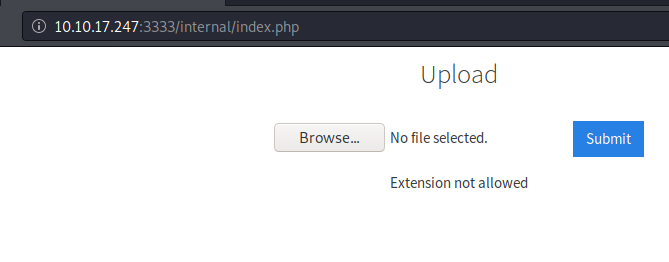 10.10.17.247:3333/internal/index.php
Upload
Browse... No file selected. Submit
Extension not allowed